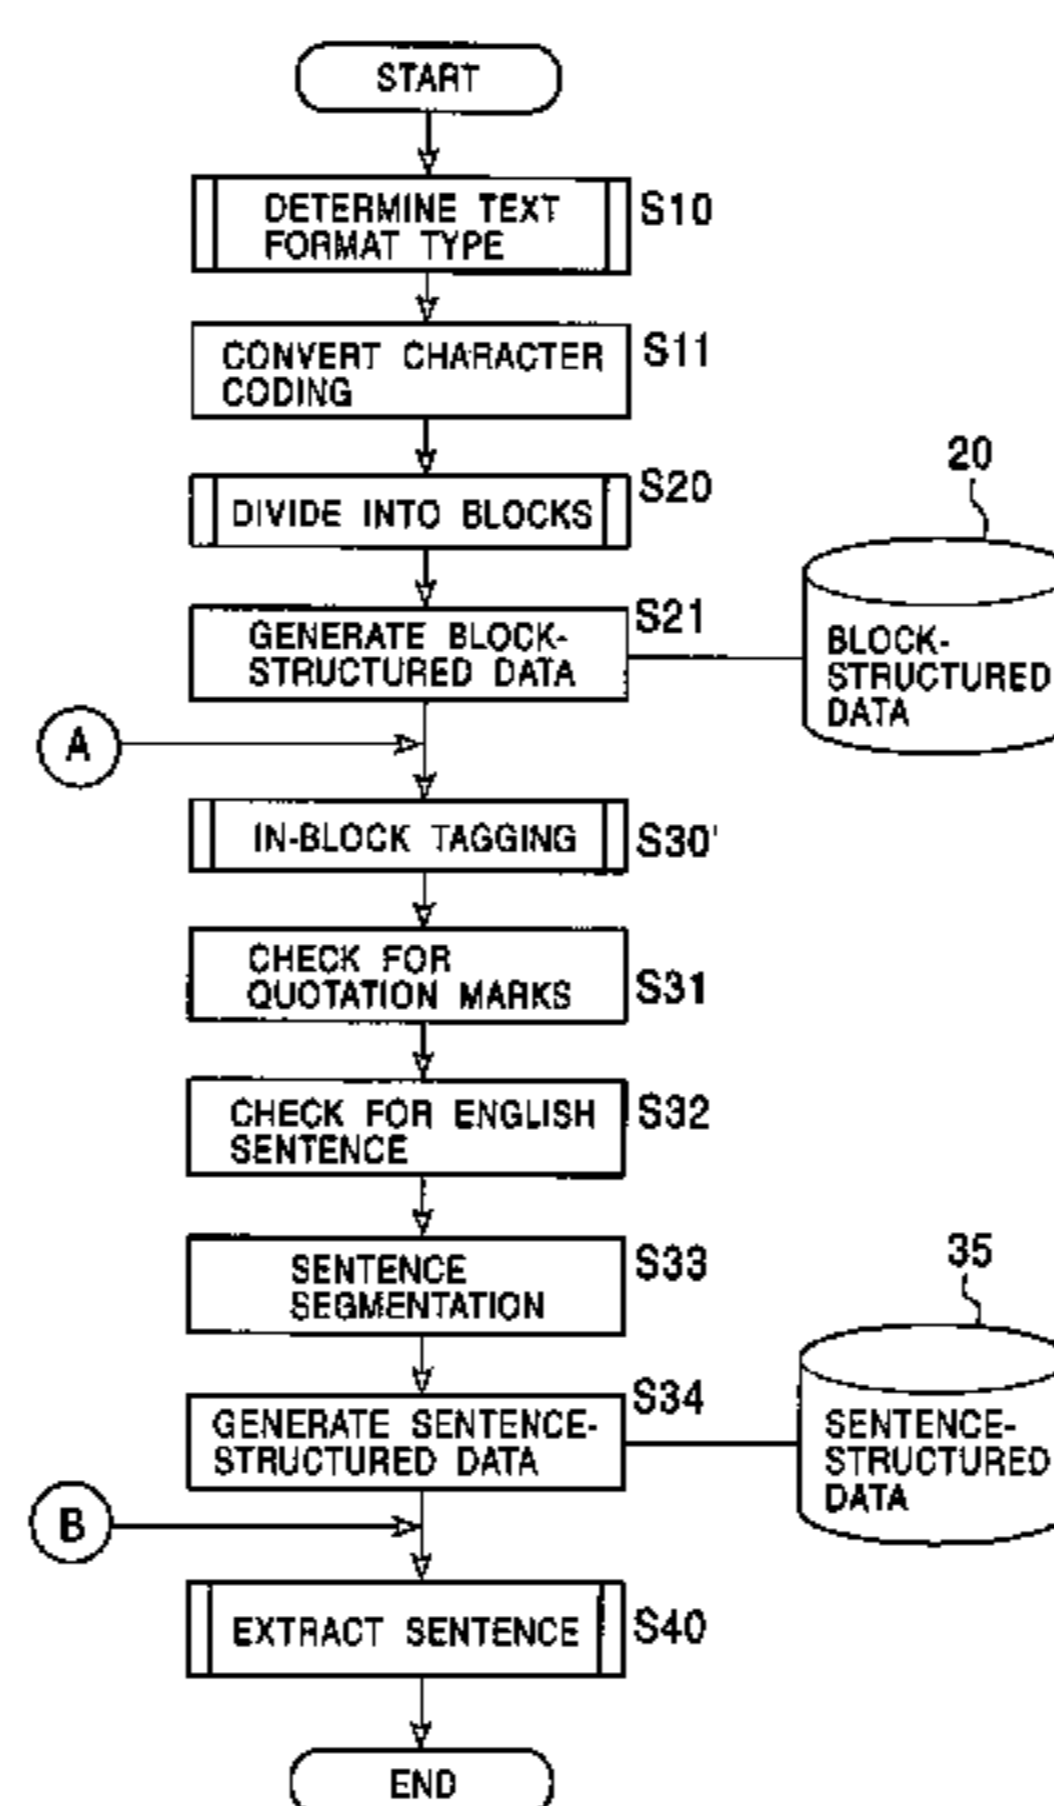 START
DETERMINE TEXT
FORMAT TYPE
S10
CONVERT CHARACTER
CODING
S11
DIVIDE INTO BLOCKS
S20
GENERATE BLOCK-
STRUCTURED DATA
S21
20
BLOCK-
STRUCTURED
DATA
A
IN-BLOCK TAGGING
S30'
CHECK FOR
QUOTATION MARKS
S31
CHECK FOR ENGLISH
SENTENCE
S32
SENTENCE
SEGMENTATION
S33
GENERATE SENTENCE-
STRUCTURED DATA
S34
35
SENTENCE-
STRUCTURED
DATA
B
EXTRACT SENTENCE
S40
END